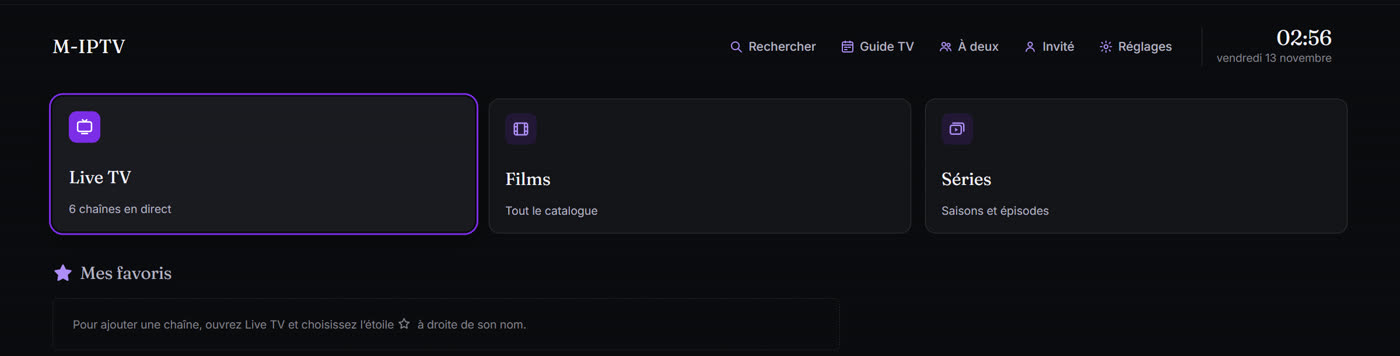 M-IPTV
Rechercher
Guide TV
À deux
Invité
Réglages
02:56
vendredi 13 novembre
Live TV
6 chaînes en direct
Films
Tout le catalogue
Séries
Saisons et épisodes
Mes favoris
Pour ajouter une chaîne, ouvrez Live TV et choisissez l'étoile ☆ à droite de son nom.